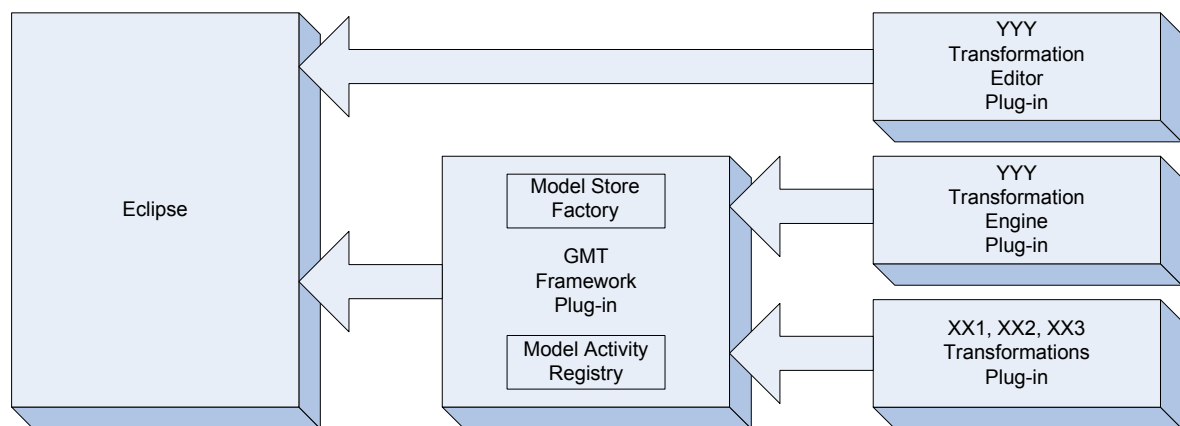 Eclipse
Model Store
Factory
GMT
Framework
Plug-in
Model Activity
Registry
YYY
Transformation
Editor
Plug-in
YYY
Transformation
Engine
Plug-in
XX1, XX2, XX3
Transformations
Plug-in